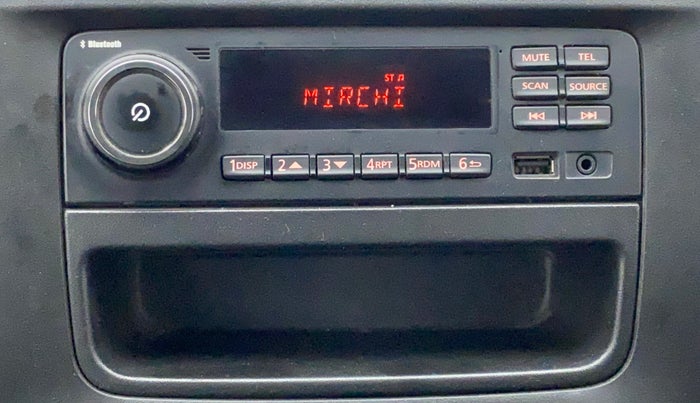 Bluetooth
ST
MIRCHI
MUTE TEL
SCAN SOURCE
1DISP 2 3 4RPT 5RDM 6